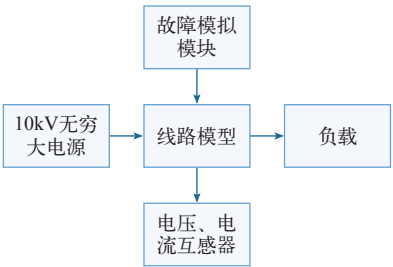 故障模拟
模块
10kV无穷
大电源
线路模型
负载
电压、电
流互感器